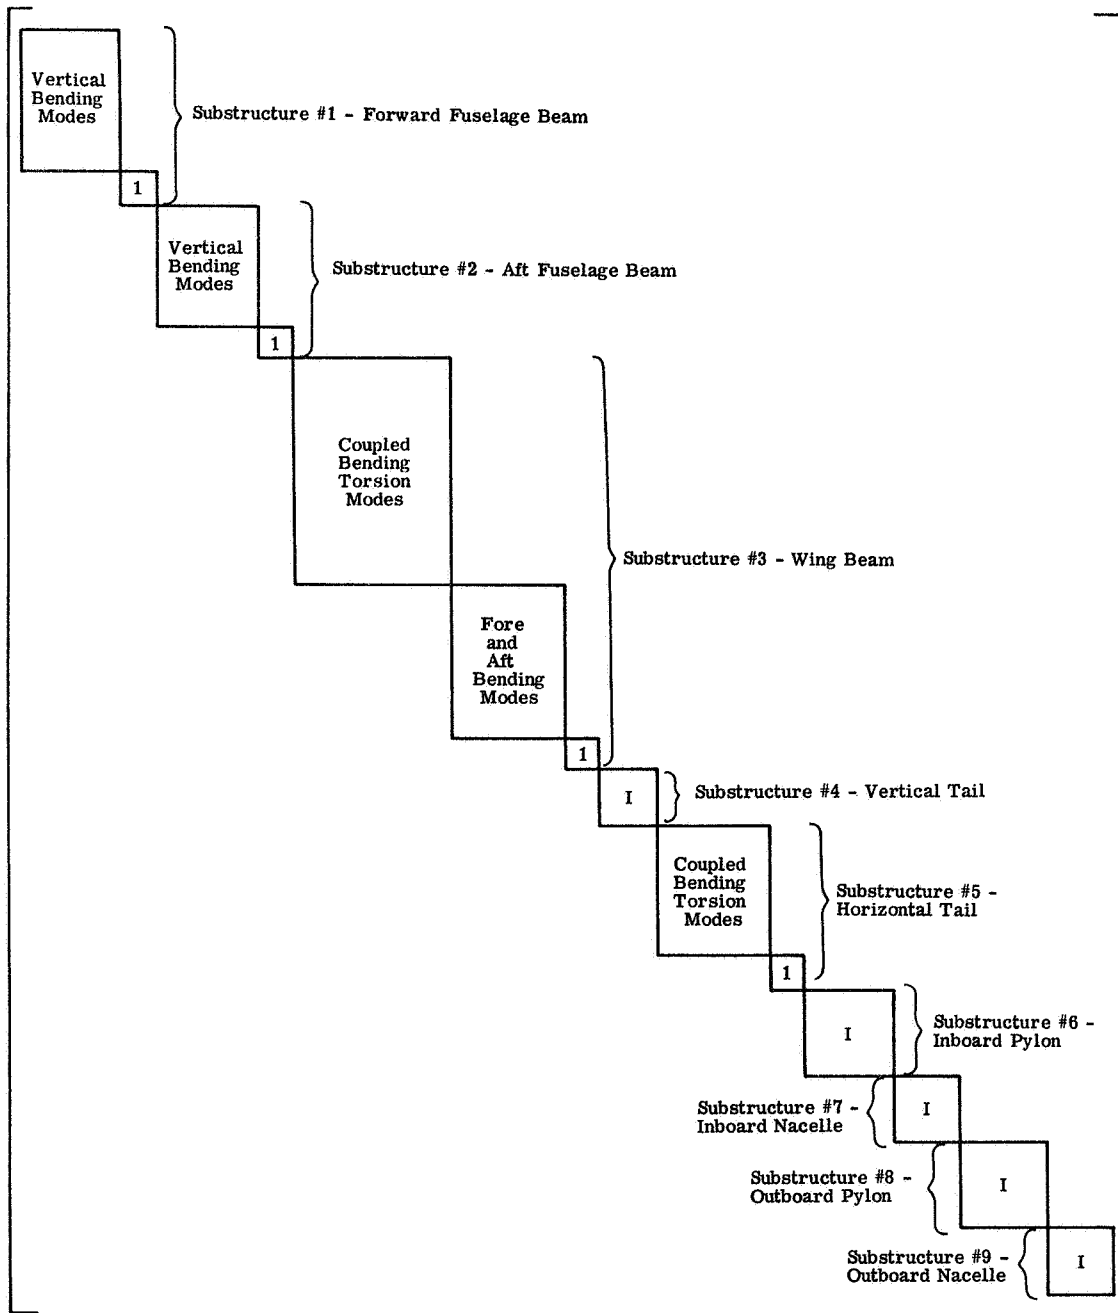 Vertical
Bending
Modes
Substructure #1 - Forward Fuselage Beam
1
Vertical
Bending
Modes
Substructure #2 - Aft Fuselage Beam
1
Coupled
Bending
Torsion
Modes
Substructure #3 - Wing Beam
Fore
and
Aft
Bending
Modes
1
I
Substructure #4 - Vertical Tail
Coupled
Bending
Torsion
Modes
Substructure #5 -
Horizontal Tail
1
I
Substructure #6 -
Inboard Pylon
Substructure #7 -
Inboard Nacelle
I
Substructure #8 -
Outboard Pylon
I
Substructure #9 -
Outboard Nacelle
I